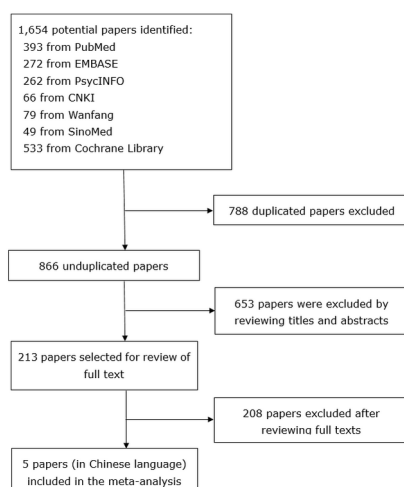 1,654 potential papers identified:
393 from PubMed
272 from EMBASE
262 from PsycINFO
66 from CNKI
79 from Wanfang
49 from SinoMed
533 from Cochrane Library
788 duplicated papers excluded
866 unduplicated papers
653 papers were excluded by
reviewing titles and abstracts
213 papers selected for review of
full text
208 papers excluded after
reviewing full texts
5 papers (in Chinese language)
included in the meta-analysis